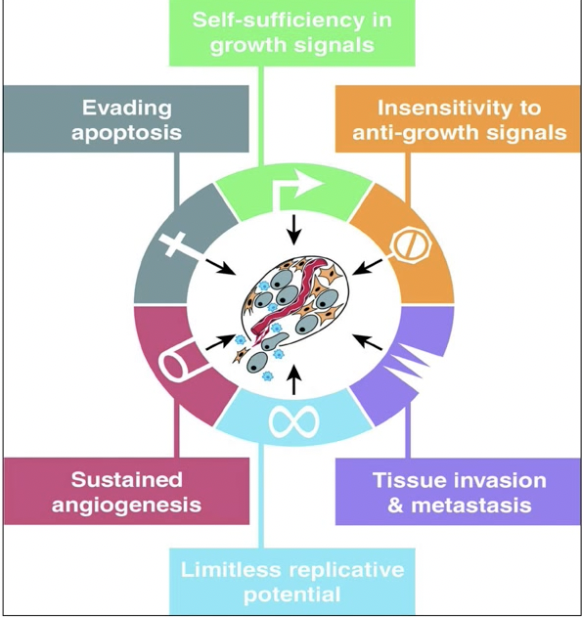 Self-sufficiency in
growth signals
Evading
apoptosis
Insensitivity to
anti-growth signals
Sustained
angiogenesis
Tissue invasion
& metastasis
Limitless replicative
potential